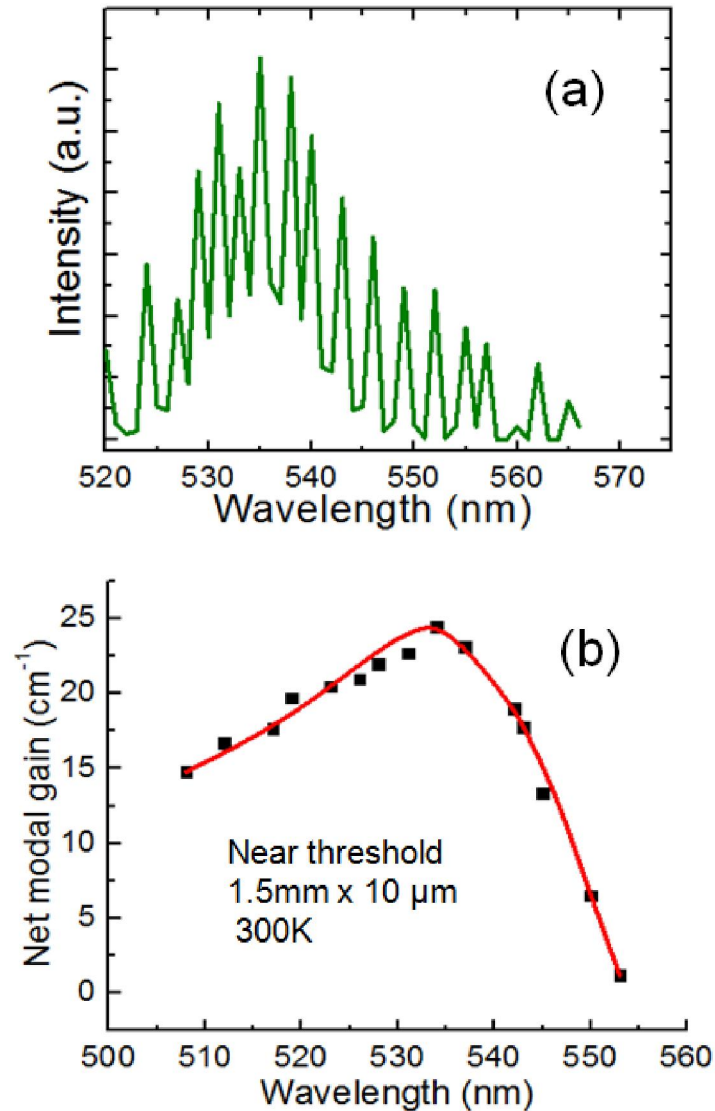 (a)
Intensity (a.u.)
520 530 540 550 560 570
Wavelength (nm)
(b)
25
20
15
10
5
0
Net modal gain (cm⁻¹)
Near threshold
1.5mm x 10 μm
300K
500 510 520 530 540 550 560
Wavelength (nm)